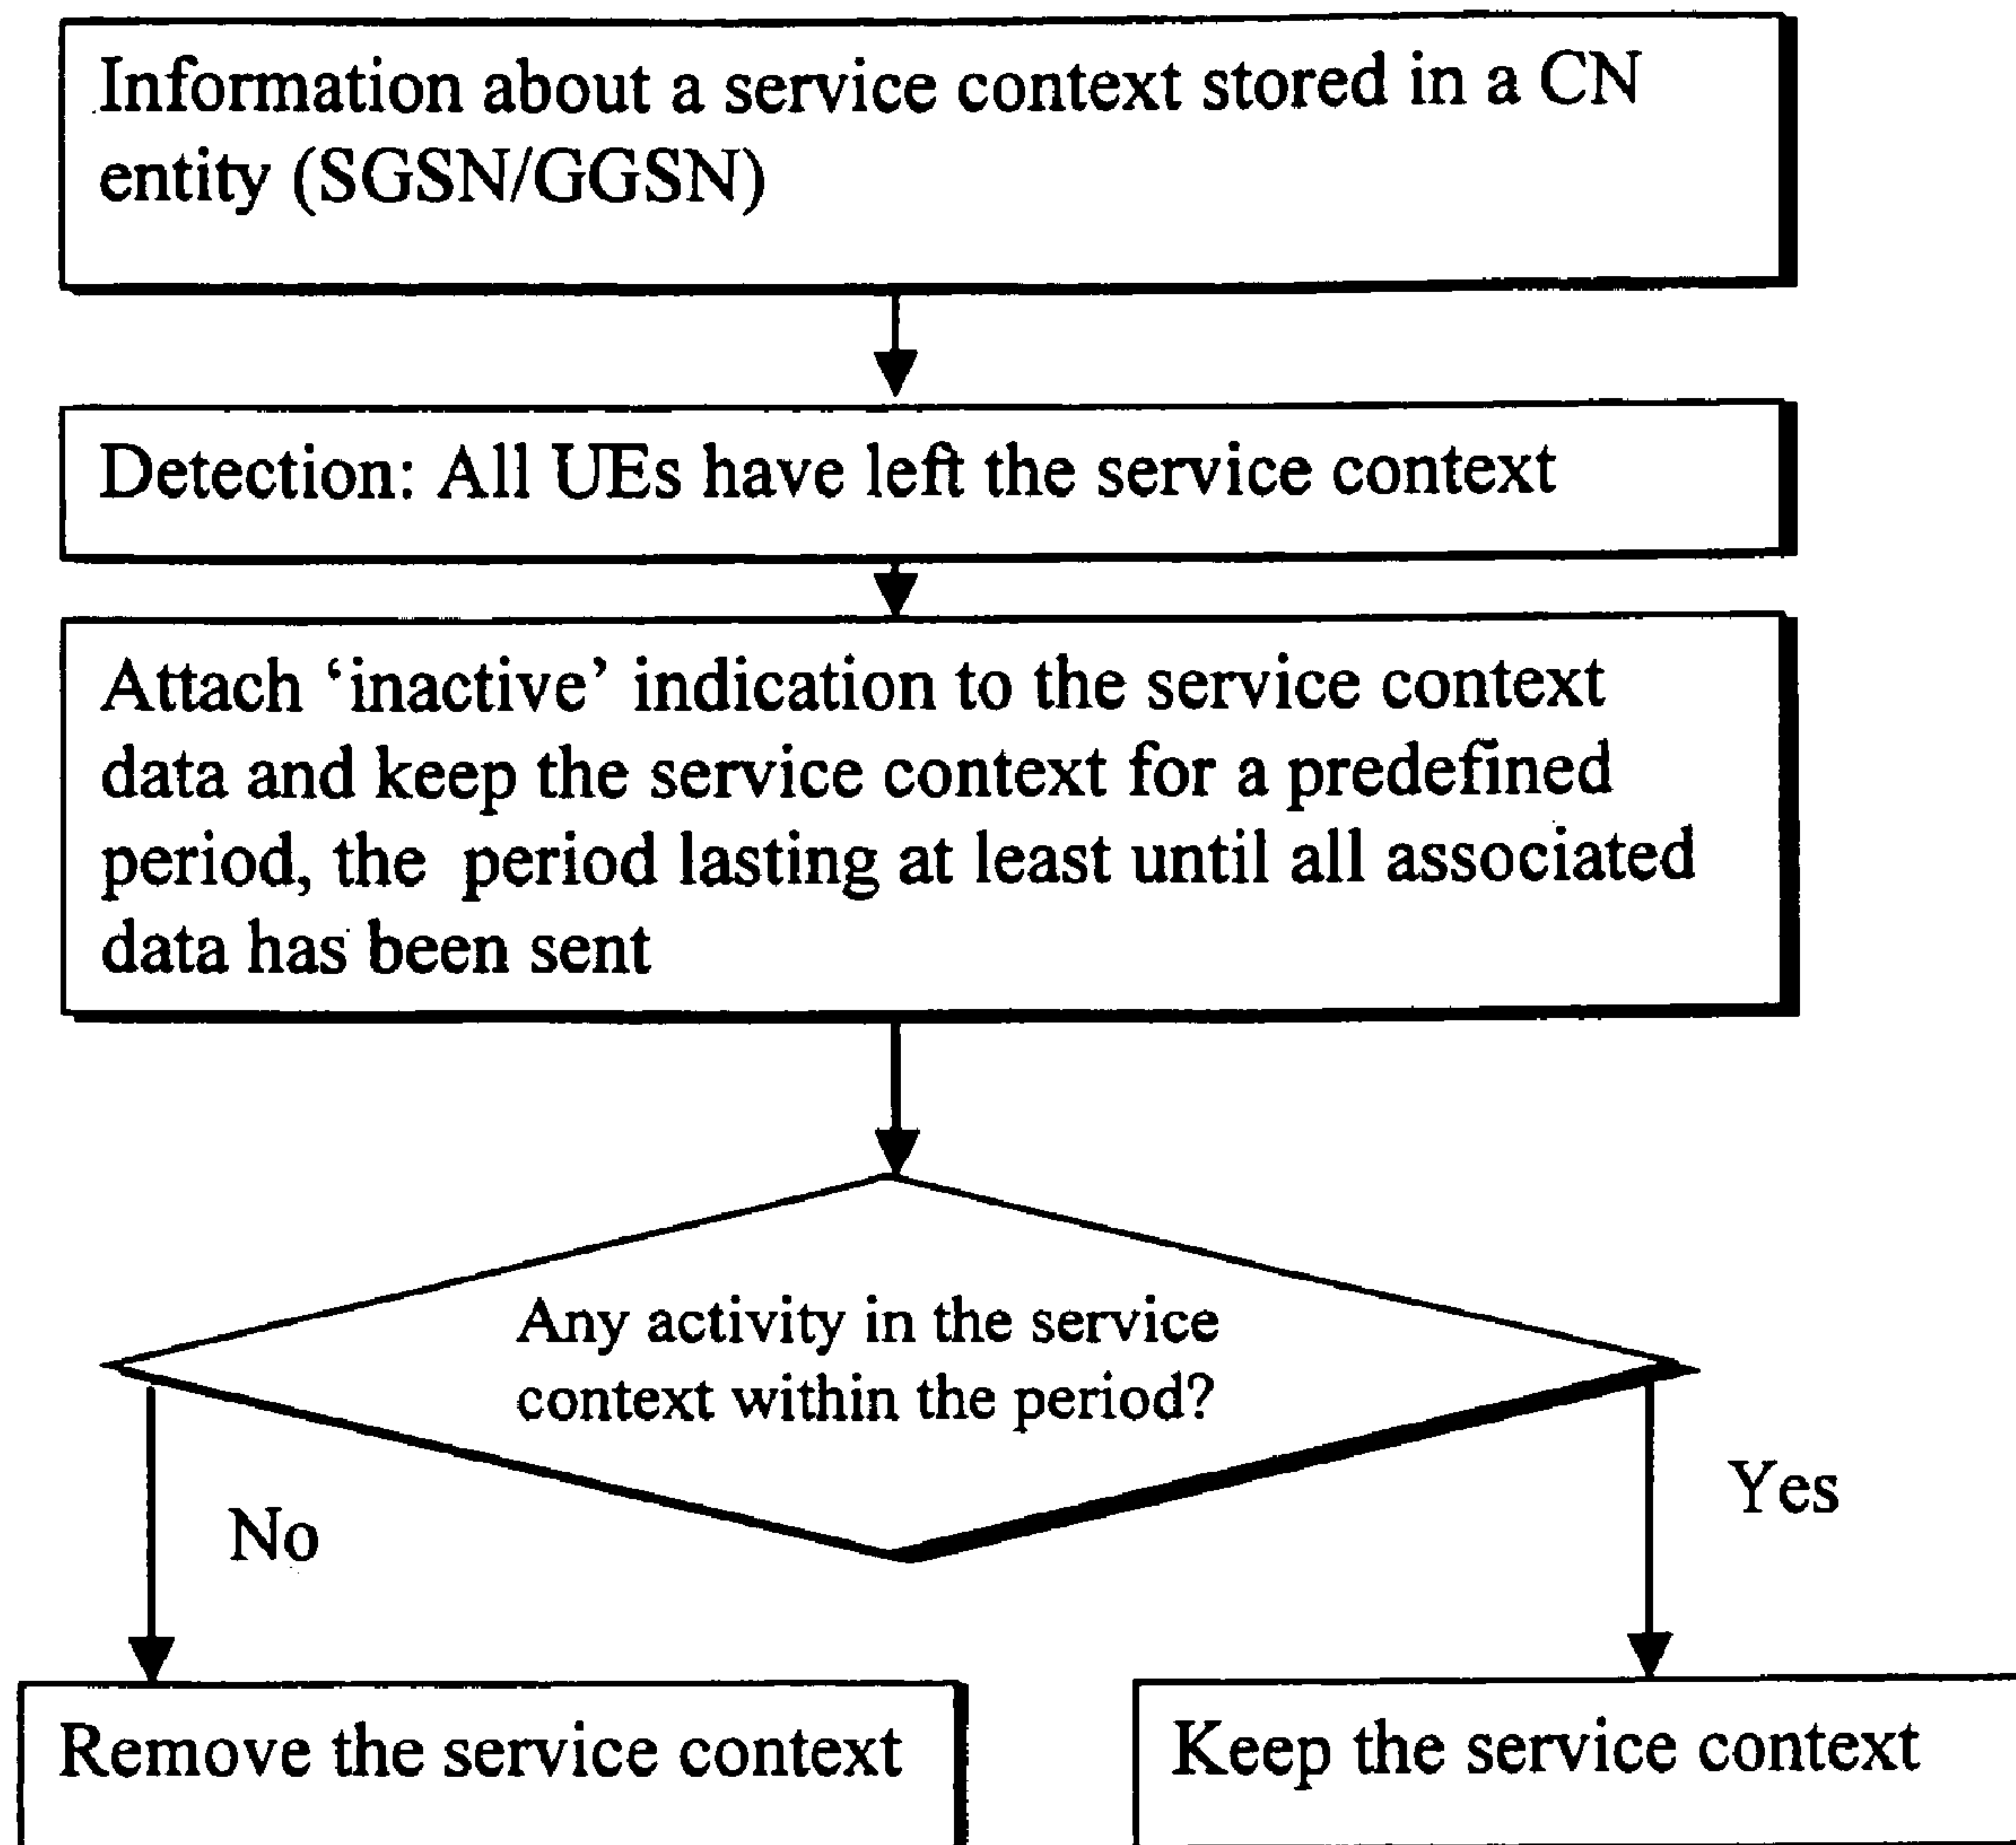 Information about a service context stored in a CN
entity (SGSN/GGSN)
Detection: All UEs have left the service context
Attach ‘inactive’ indication to the service context
data and keep the service context for a predefined
period, the period lasting at least until all associated
data has been sent
Any activity in the service
context within the period?
No
Yes
Remove the service context
Keep the service context